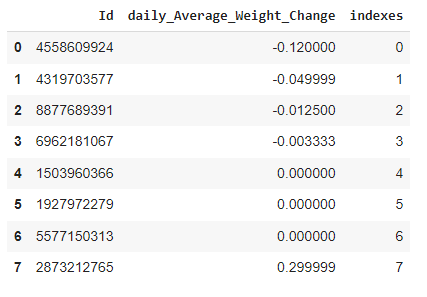 Id daily_Average_Weight_Change indexes
0 4558609924 -0.120000 0
1 4319703577 -0.049999 1
2 8877689391 -0.012500 2
3 6962181067 -0.003333 3
4 1503960366 0.000000 4
5 1927972279 0.000000 5
6 5577150313 0.000000 6
7 2873212765 0.299999 7